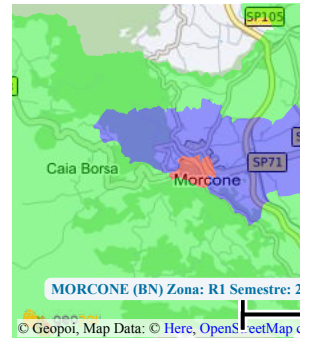 SP105
Caia Borsa
Morcone
SP71
MORCONE (BN) Zona: R1 Semestre: 2
© Geopoi, Map Data: © Here, OpenStreetMap c